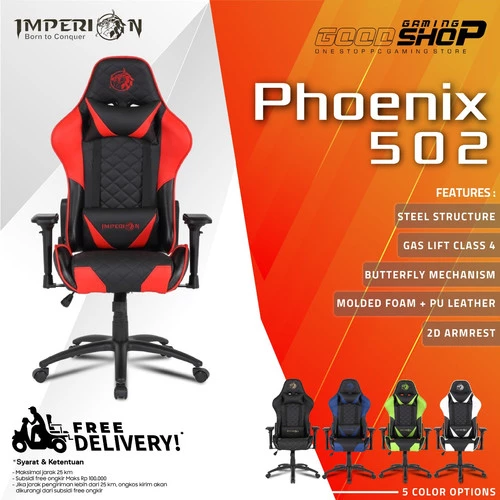 IMPERION
Born to Conquer
GAMING
GOOD SHOP
ONE STOP PC GAMING STORE
Phoenix
502
FEATURES :
STEEL STRUCTURE
GAS LIFT CLASS 4
BUTTERFLY MECHANISM
MOLDED FOAM + PU LEATHER
2D ARMREST
IMPERION
FREE
DELIVERY!*
*Syarat & Ketentuan
- Maksimal jarak 25 km
- Subsidi free ongkir Maks Rp 100.000
- Jika jarak pengiriman lebih dari 25 km, ongkos kirim akan
dikurangi dari subsidi free ongkir
5 COLOR OPTIONS